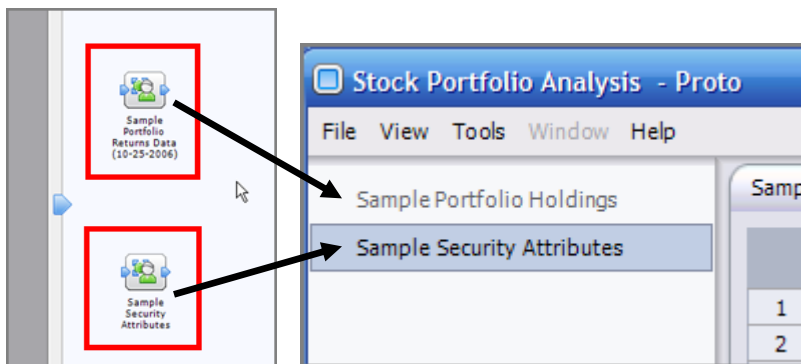 Sample
Portfolio
Returns Data
(10-25-2006)
Sample
Security
Attributes
Stock Portfolio Analysis - Proto
File View Tools Window Help
Sample Portfolio Holdings
Sample Security Attributes
Samp
1
2